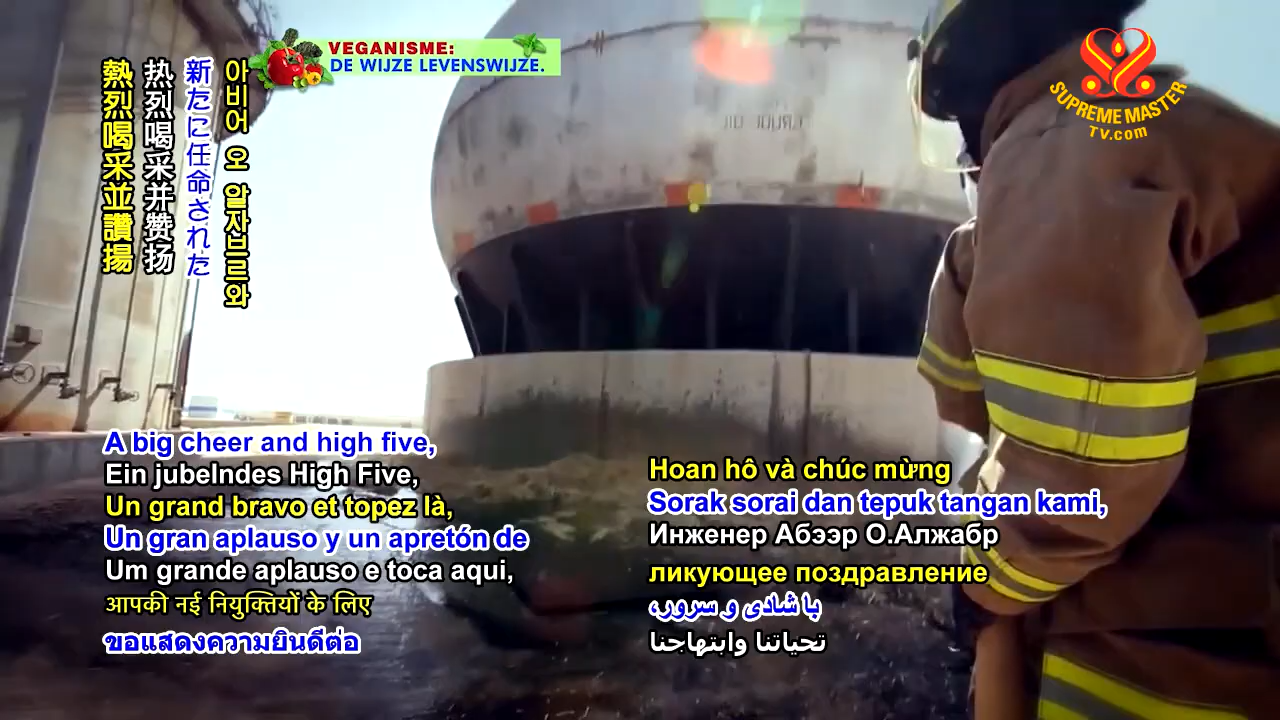 VEGANISME:
DE WIJZE LEVENSWIJZE.
SUPREME MASTER
TV.com
熱烈喝采並讚揚
热烈喝采并赞扬
新たに任命された
아비어 오 알자브르와
A big cheer and high five,
Ein jubelndes High Five,
Un grand bravo et topez là,
Un gran aplauso y un apretón de
Um grande aplauso e toca aqui,
आपकी नई नियुक्तियों के लिए
ขอแสดงความยินดีต่อ
Hoan hô và chúc mừng
Sorak sorai dan tepuk tangan kami,
Инженер Абээр О.Алжабр
ликующее поздравление
با شادی و سرور،
تحياتنا وابتهاجنا